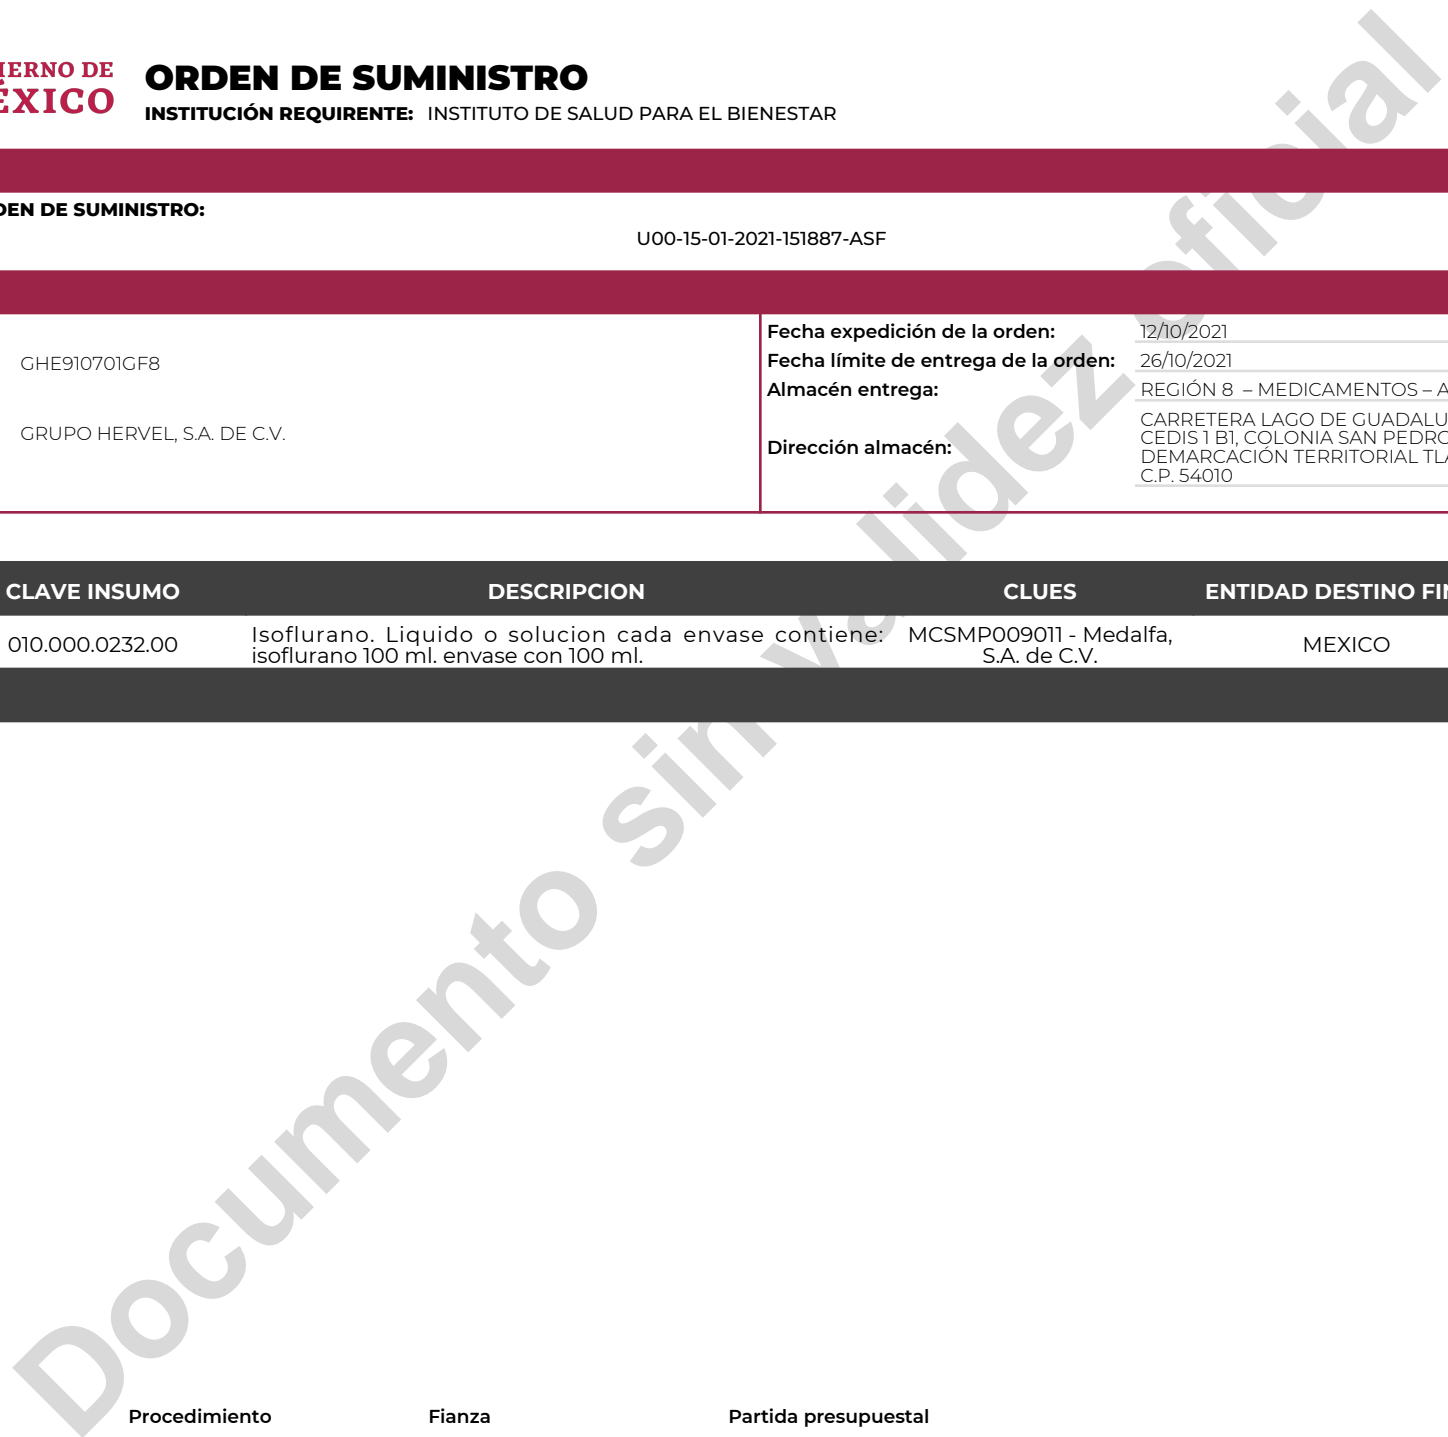 IERNO DE
ÉXICO
ORDEN DE SUMINISTRO
INSTITUCIÓN REQUIRENTE: INSTITUTO DE SALUD PARA EL BIENESTAR
DEN DE SUMINISTRO:
U00-15-01-2021-151887-ASF
GHE910701GF8
GRUPO HERVEL, S.A. DE C.V.
Fecha expedición de la orden: 12/10/2021
Fecha límite de entrega de la orden: 26/10/2021
Almacén entrega: REGIÓN 8 – MEDICAMENTOS – A
Dirección almacén:
CARRETERA LAGO DE GUADALU
CEDIS 1 B1, COLONIA SAN PEDRO
DEMARCACIÓN TERRITORIAL TLA
C.P. 54010
CLAVE INSUMO DESCRIPCION CLUES ENTIDAD DESTINO FIN
010.000.0232.00
Isoflurano. Liquido o solucion cada envase contiene:
isoflurano 100 ml. envase con 100 ml.
MCSMP009011 - Medalfa,
S.A. de C.V.
MEXICO
Documento sin validez oficial
Procedimiento Fianza Partida presupuestal